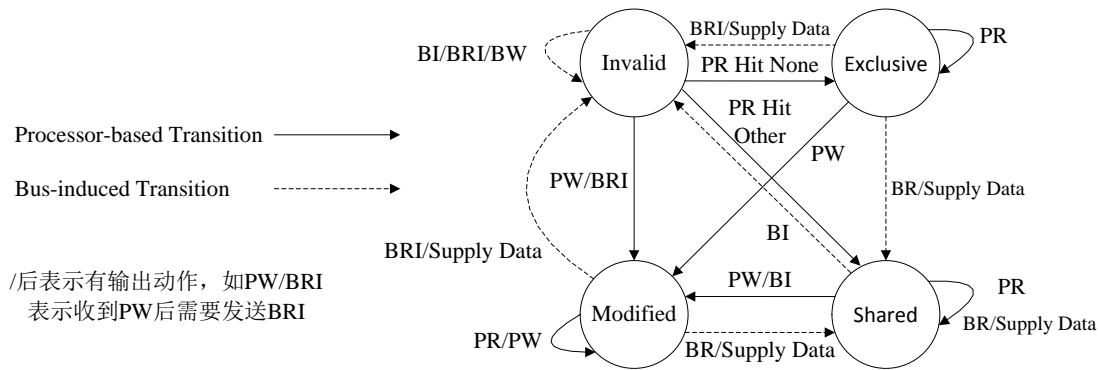 BRI/Supply Data
PR
BI/BRI/BW
Invalid
Exclusive
PR Hit None
PR Hit
Other
Processor-based Transition
PW
Bus-induced Transition
PW/BRI
BR/Supply Data
BI
BRI/Supply Data
/后表示有输出动作，如PW/BRI
表示收到PW后需要发送BRI
PW/BI
PR
Modified
Shared
BR/Supply Data
PR/PW
BR/Supply Data